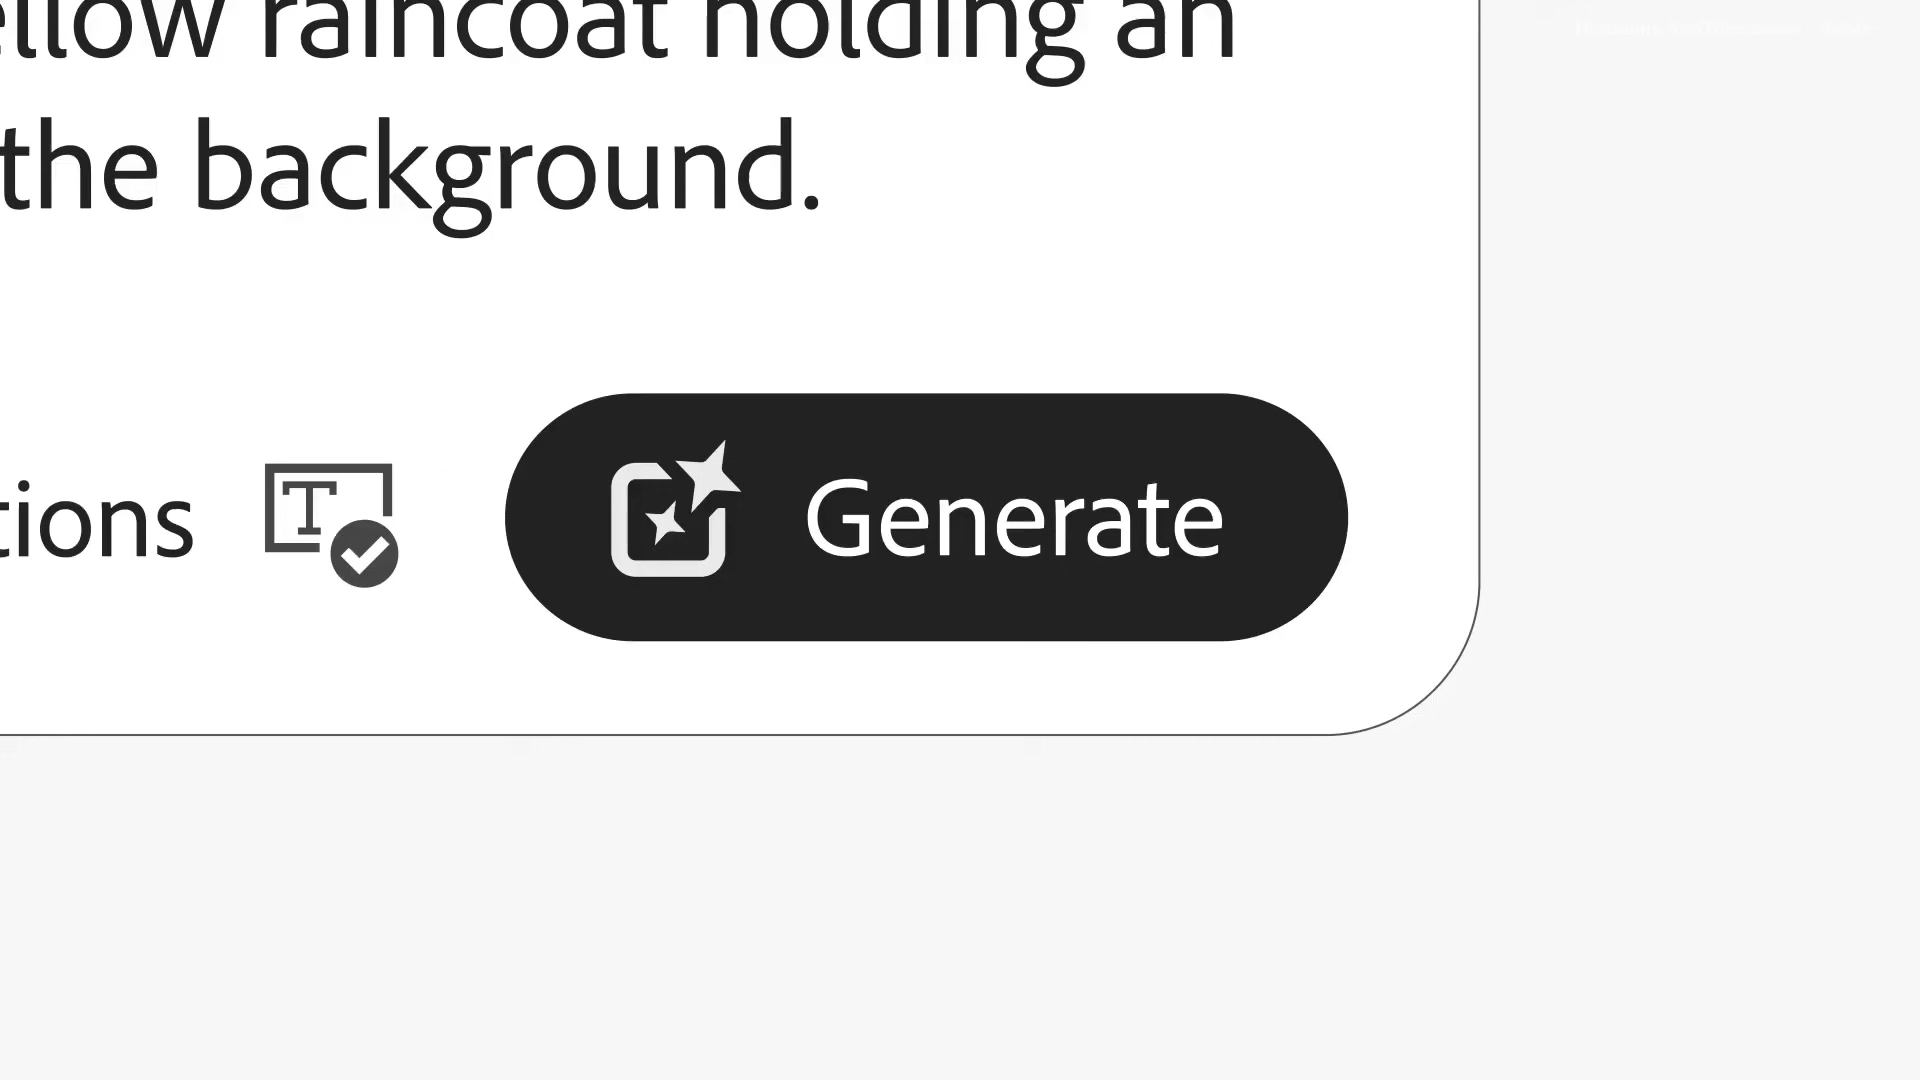 ellow raincoat holding an
the background.
tions
T
Generate